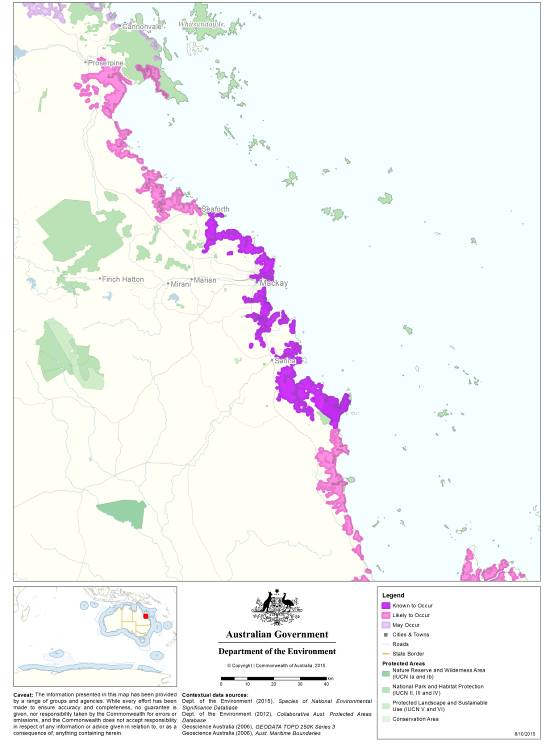 Cannonvale
Whitsunday
Proserpine
Seaforth
Finch Hatton
Mirani
Marian
Mackay
Sarina
Australian Government
Department of the Environment
© Copyright | Commonwealth of Australia, 2015
0 10 20 30 40
km
Caveat: The information presented in this map has been provided
by a range of groups and agencies. While every effort has been
made to ensure accuracy and completeness, no guarantee is
given, nor responsibility taken by the Commonwealth for errors or
omissions, and the Commonwealth does not accept responsibility
in respect of any information or advice given in relation to, or as a
consequence of, anything containing herein.
Contextual data sources:
Dept. of the Environment (2015), Species of National Environmental
Significance Database
Dept. of the Environment (2012), Collaborative Aust. Protected Areas
Database
Geoscience Australia (2006), GEODATA TOPO 250K Series 3
Geoscience Australia (2006), Aust. Maritime Boundaries
Legend
Known to Occur
Likely to Occur
May Occur
Cities & Towns
Roads
State Border
Protected Areas
Nature Reserve and Wilderness Area
(IUCN Ia and Ib)
National Park and Habitat Protection
(IUCN II, III and IV)
Protected Landscape and Sustainable
Use (IUCN V and VI)
Conservation Area
8/10/2015